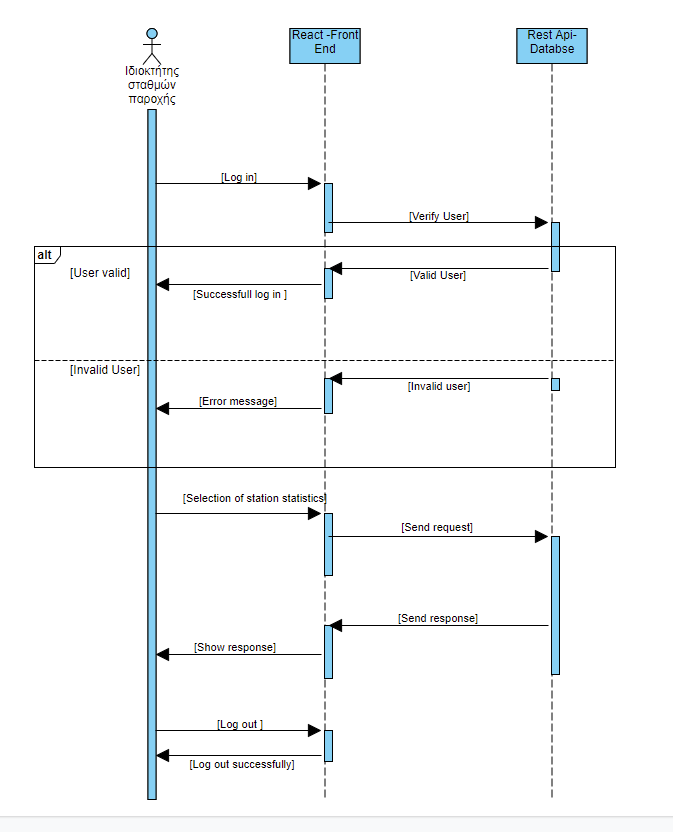 React -Front
End
Rest Api-
Databse
Ιδιοκτήτης
σταθμών
παροχής
[Log in]
[Verify User]
alt
[User valid]
[Valid User]
[Successfull log in ]
[Invalid User]
[Invalid user]
[Error message]
[Selection of station statistics]
[Send request]
[Send response]
[Show response]
[Log out ]
[Log out successfully]